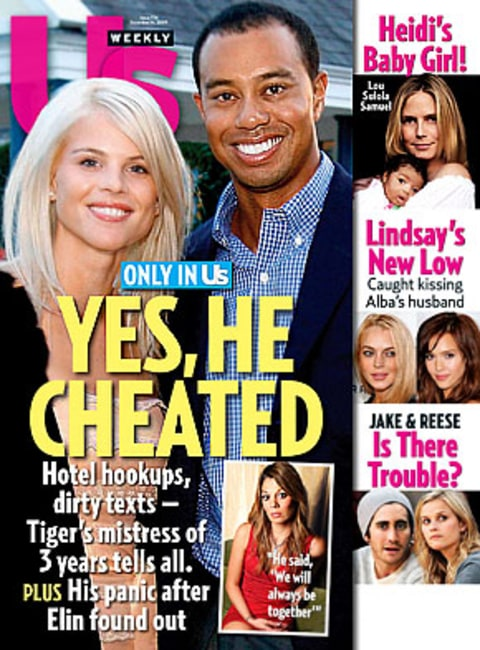 Us
WEEKLY
ONLY IN Us
YES, HE
CHEATED
Hotel hookups,
dirty texts –
Tiger's mistress of
3 years tells all.
PLUS His panic after
Elin found out
"He said,
'We will
always be
together'"
Heidi's
Baby Girl!
Lou
Sulola
Samuel
Lindsay's
New Low
Caught kissing
Alba's husband
JAKE & REESE
Is There
Trouble?